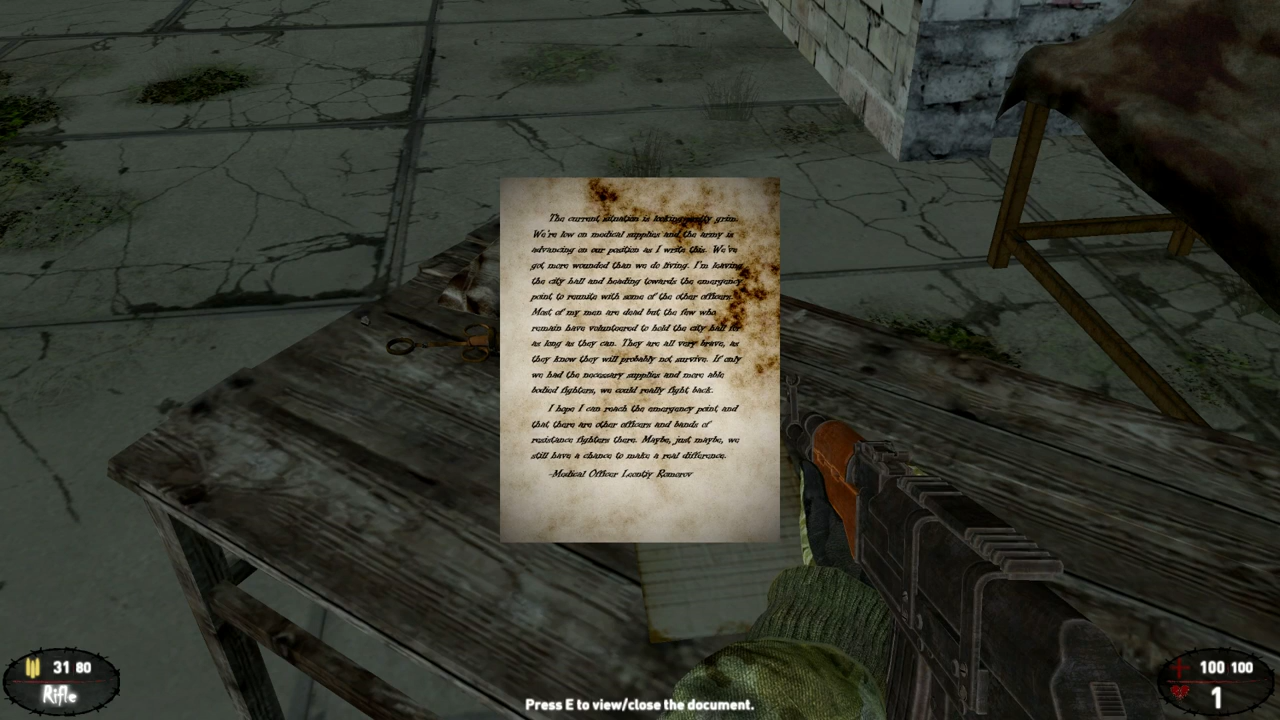 The current situation is looking pretty grim.
We're low on medical supplies and the army is
advancing on our position as I write this. We've
got more wounded than we do living. I'm leaving
the city hall and heading towards the emergency
point to reunite with some of the other officers.
Most of my men are dead but the few who
remain have volunteered to hold the city hall for
as long as they can. They are all very brave, as
they know they will probably not survive. If only
we had the necessary supplies and more able
bodied fighters, we could really fight back.
I hope I can reach the emergency point, and
that there are other officers and bands of
resistance fighters there. Maybe, just maybe, we
still have a chance to make a real difference.
-Medical Officer Leontiy Romorov
31 80
Rifle
100 100
1
Press E to view/close the document.